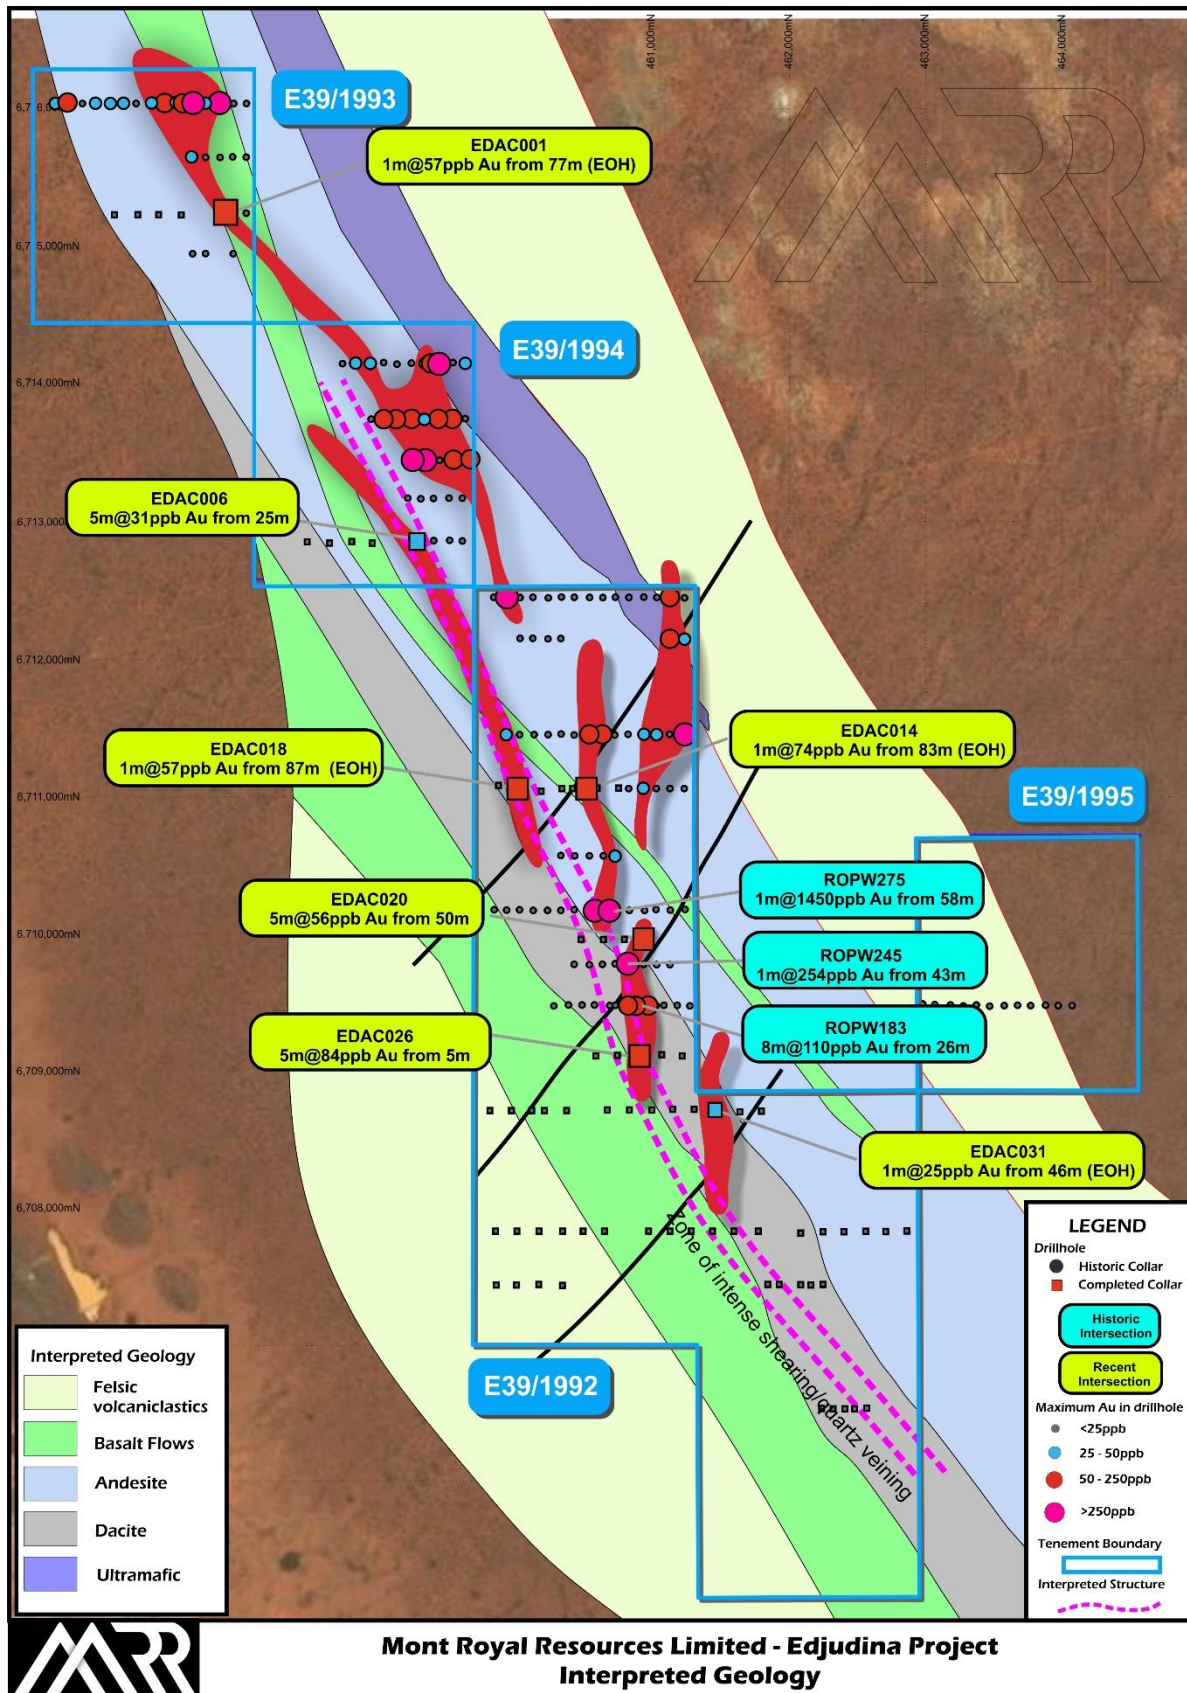 461,000mN
462,000mN
463,000mN
464,000mN
E39/1993
EDAC001
1m@57ppb Au from 77m (EOH)
6,715,000mN
E39/1994
6,714,000mN
EDAC006
5m@31ppb Au from 25m
6,713,000mN
6,712,000mN
EDAC018
1m@57ppb Au from 87m (EOH)
EDAC014
1m@74ppb Au from 83m (EOH)
6,711,000mN
E39/1995
ROPW275
1m@1450ppb Au from 58m
EDAC020
5m@56ppb Au from 50m
6,710,000mN
ROPW245
1m@254ppb Au from 43m
ROPW183
8m@110ppb Au from 26m
EDAC026
5m@84ppb Au from 5m
6,709,000mN
EDAC031
1m@25ppb Au from 46m (EOH)
6,708,000mN
Zone of intense shearing/quartz veining
E39/1992
LEGEND
Drillhole
Historic Collar
Completed Collar
Historic
Intersection
Recent
Intersection
Maximum Au in drillhole
<25ppb
25 - 50ppb
50 - 250ppb
>250ppb
Tenement Boundary
Interpreted Structure
Interpreted Geology
Felsic
volcaniclastics
Basalt Flows
Andesite
Dacite
Ultramafic
MRR
Mont Royal Resources Limited - Edjudina Project
Interpreted Geology